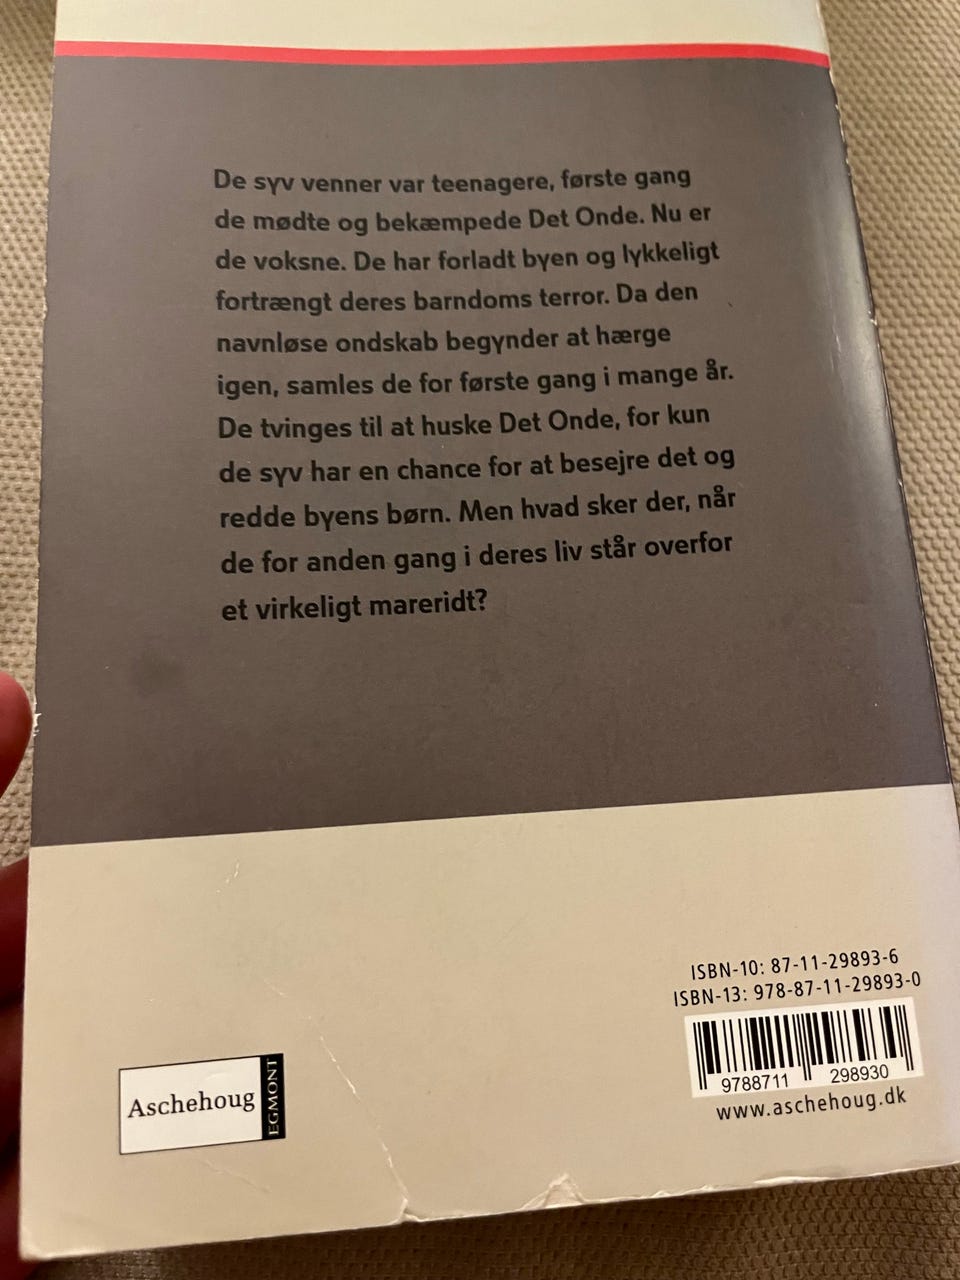 De syv venner var teenagere, første gang
de mødte og bekæmpede Det Onde. Nu er
de voksne. De har forladt byen og lykkeligt
fortrængt deres barndoms terror. Da den
navnløse ondskab begynder at hærge
igen, samles de for første gang i mange år.
De tvinges til at huske Det Onde, for kun
de syv har en chance for at besejre det og
redde byens børn. Men hvad sker der, når
de for anden gang i deres liv står overfor
et virkeligt mareridt?
ISBN-10: 87-11-29893-6
ISBN-13: 978-87-11-29893-0
9788711 298930
www.aschehoug.dk
Aschehoug
EGMONT